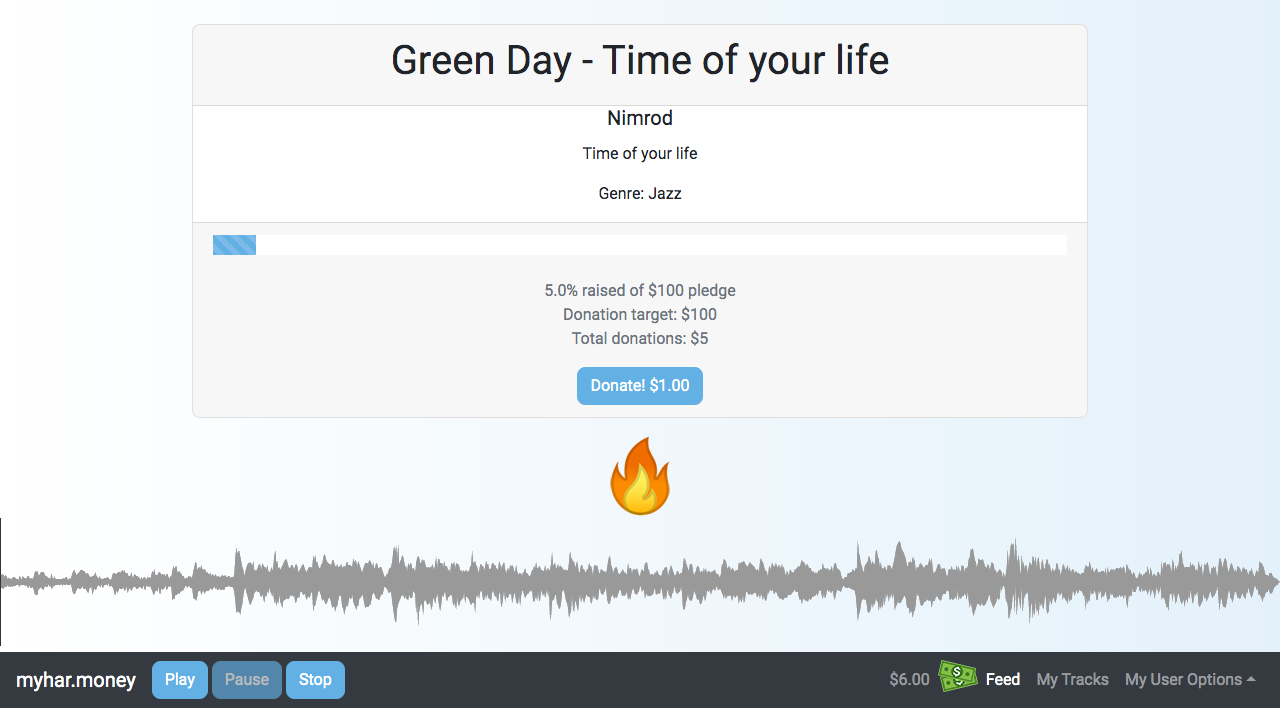 Green Day - Time of your life
Nimrod
Time of your life
Genre: Jazz
5.0% raised of $100 pledge
Donation target: $100
Total donations: $5
Donate! $1.00
myhar.money Play Pause Stop $6.00 Feed My Tracks My User Options